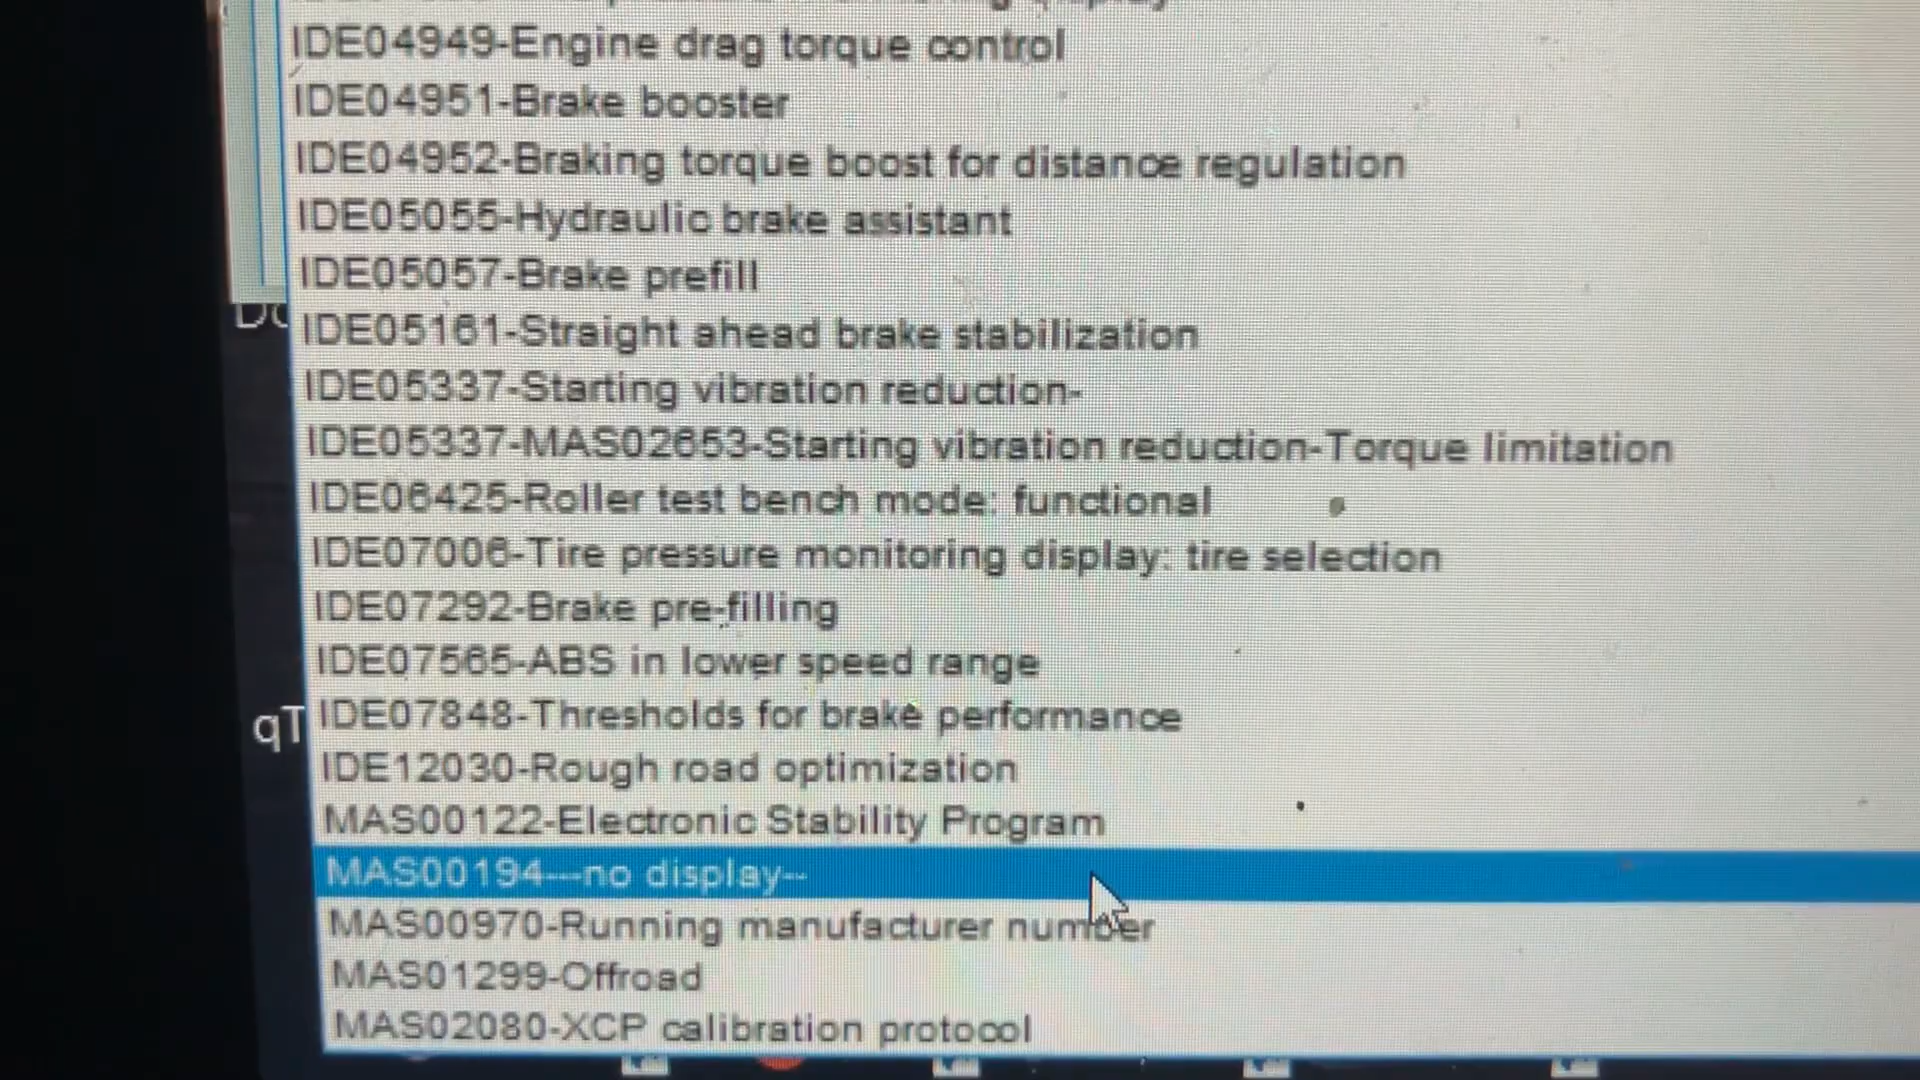 IDE04949-Engine drag torque control
IDE04951-Brake booster
IDE04952-Braking torque boost for distance regulation
IDE05055-Hydraulic brake assistant
IDE05057-Brake prefill
IDE05161-Straight ahead brake stabilization
IDE05337-Starting vibration reduction-
IDE05337-MAS02653-Starting vibration reduction-Torque limitation
IDE06425-Roller test bench mode: functional
IDE07006-Tire pressure monitoring display: tire selection
IDE07292-Brake pre-filling
IDE07565-ABS in lower speed range
qT
IDE07848-Thresholds for brake performance
IDE12030-Rough road optimization
MAS00122-Electronic Stability Program
MAS00194---no display--
MAS00970-Running manufacturer number
MAS01299-Offroad
MAS02080-XCP calibration protocol